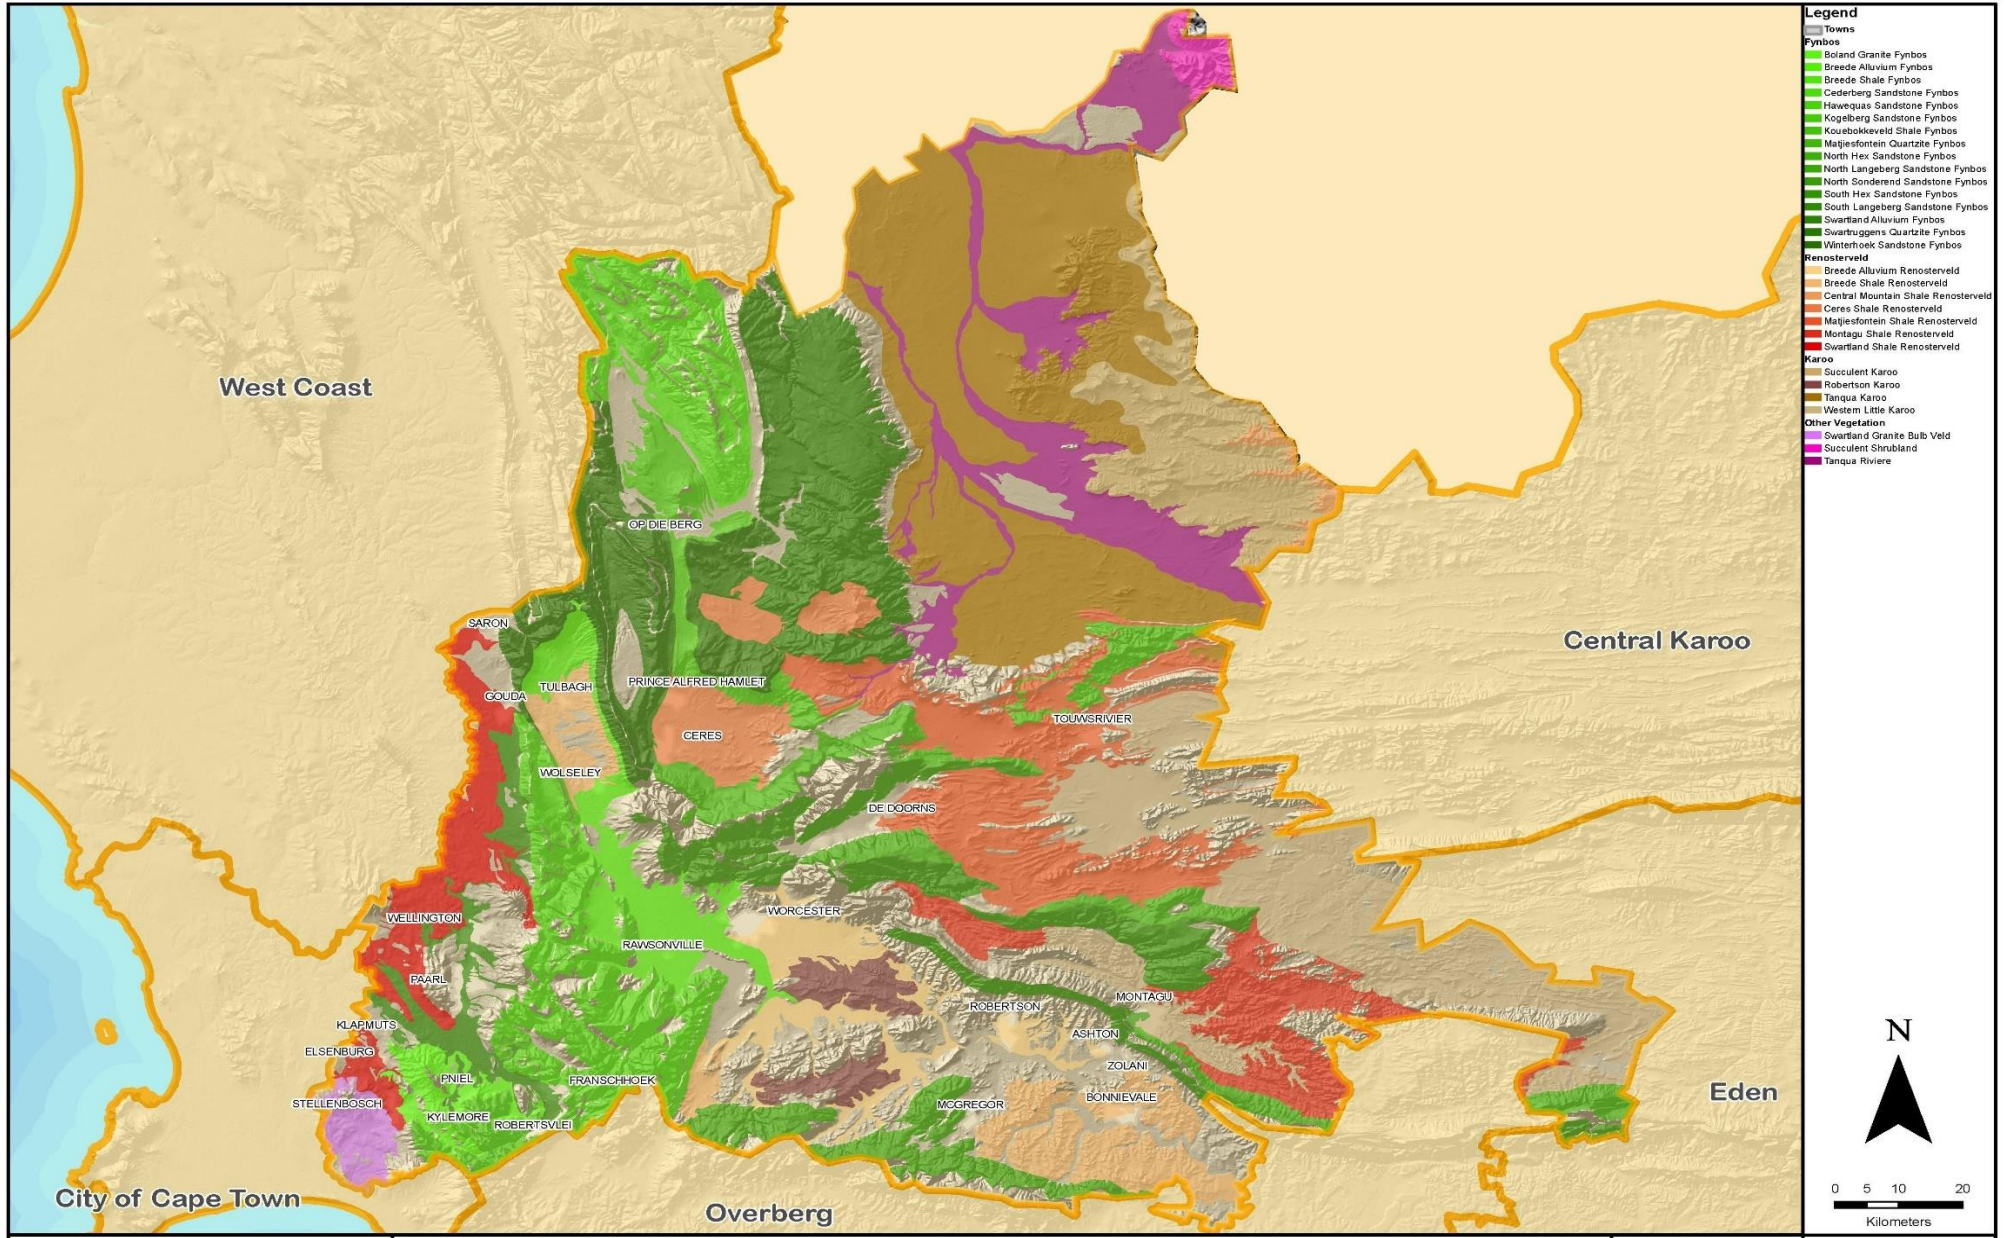 West Coast
Central Karoo
Eden
Overberg
City of Cape Town
OP DIE BERG
SARON
GOUDA
TULBAGH
PRINCE ALFRED HAMLET
CERES
TOUWSRIVIER
WOLSELEY
DE DOORNS
WELLINGTON
WORCESTER
RAWSONVILLE
PAARL
KLAPMUTS
ELSENBURG
STELLENBOSCH
PNIEL
KYLEMORE
ROBERTSVLEI
FRANSCHHOEK
ROBERTSON
MONTAGU
ASHTON
ZOLANI
BONNIEVALE
MCGREGOR
Legend
Towns
Fynbos
Boland Granite Fynbos
Breede Alluvium Fynbos
Breede Shale Fynbos
Cederberg Sandstone Fynbos
Hawequas Sandstone Fynbos
Kogelberg Sandstone Fynbos
Kouebokkeveld Shale Fynbos
Matjiesfontein Quartzite Fynbos
North Hex Sandstone Fynbos
North Langeberg Sandstone Fynbos
North Sonderend Sandstone Fynbos
South Hex Sandstone Fynbos
South Langeberg Sandstone Fynbos
Swartland Alluvium Fynbos
Swartruggens Quartzite Fynbos
Winterhoek Sandstone Fynbos
Renosterveld
Breede Alluvium Renosterveld
Breede Shale Renosterveld
Central Mountain Shale Renosterveld
Ceres Shale Renosterveld
Matjiesfontein Shale Renosterveld
Montagu Shale Renosterveld
Swartland Shale Renosterveld
Karoo
Succulent Karoo
Robertson Karoo
Tanqua Karoo
Western Little Karoo
Other Vegetation
Swartland Granite Bulb Veld
Succulent Shrubland
Tanqua Riviere
N
0 5 10 20
Kilometers